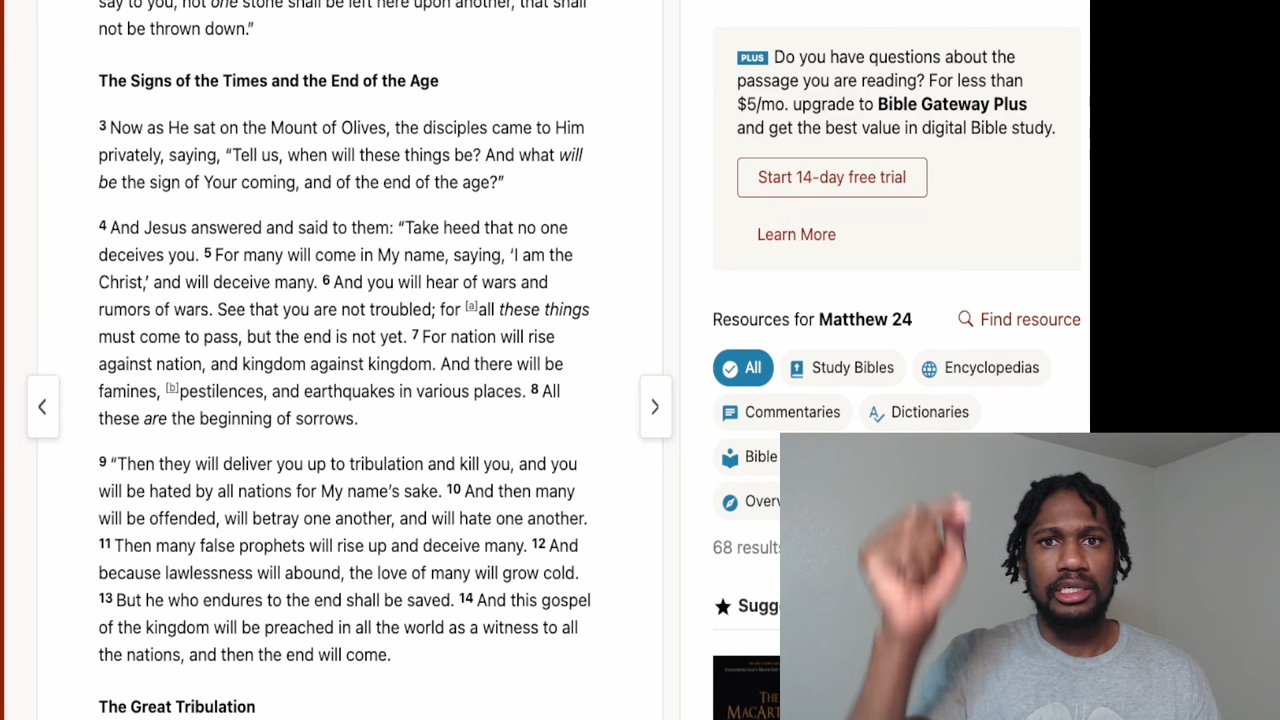 say to you, not one stone shall be left here upon another, that shall
not be thrown down.”
The Signs of the Times and the End of the Age
3 Now as He sat on the Mount of Olives, the disciples came to Him
privately, saying, “Tell us, when will these things be? And what will
be the sign of Your coming, and of the end of the age?”
4 And Jesus answered and said to them: “Take heed that no one
deceives you. 5 For many will come in My name, saying, ‘I am the
Christ,’ and will deceive many. 6 And you will hear of wars and
rumors of wars. See that you are not troubled; for [a]all these things
must come to pass, but the end is not yet. 7 For nation will rise
against nation, and kingdom against kingdom. And there will be
famines, [b]pestilences, and earthquakes in various places. 8 All
these are the beginning of sorrows.
9 “Then they will deliver you up to tribulation and kill you, and you
will be hated by all nations for My name’s sake. 10 And then many
will be offended, will betray one another, and will hate one another.
11 Then many false prophets will rise up and deceive many. 12 And
because lawlessness will abound, the love of many will grow cold.
13 But he who endures to the end shall be saved. 14 And this gospel
of the kingdom will be preached in all the world as a witness to all
the nations, and then the end will come.
The Great Tribulation
PLUS Do you have questions about the
passage you are reading? For less than
$5/mo. upgrade to Bible Gateway Plus
and get the best value in digital Bible study.
Start 14-day free trial
Learn More
Resources for Matthew 24 Find resource
All Study Bibles Encyclopedias
Commentaries Dictionaries
Bible
Overv
68 results
Sugg
THE
MACART